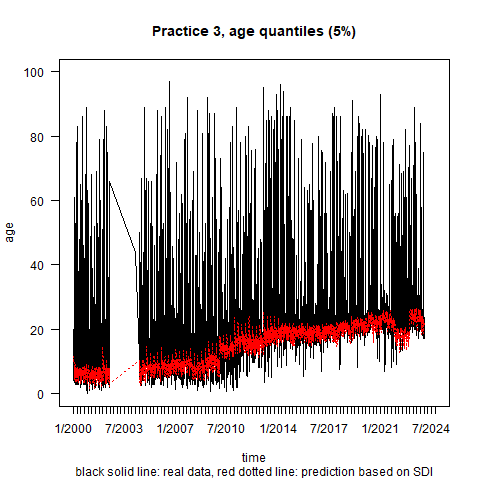 Practice 3, age quantiles (5%)
100
80
60
40
20
0
age
1/2000 7/2003 1/2007 7/2010 1/2014 7/2017 1/2021 7/2024
time
black solid line: real data, red dotted line: prediction based on SDI